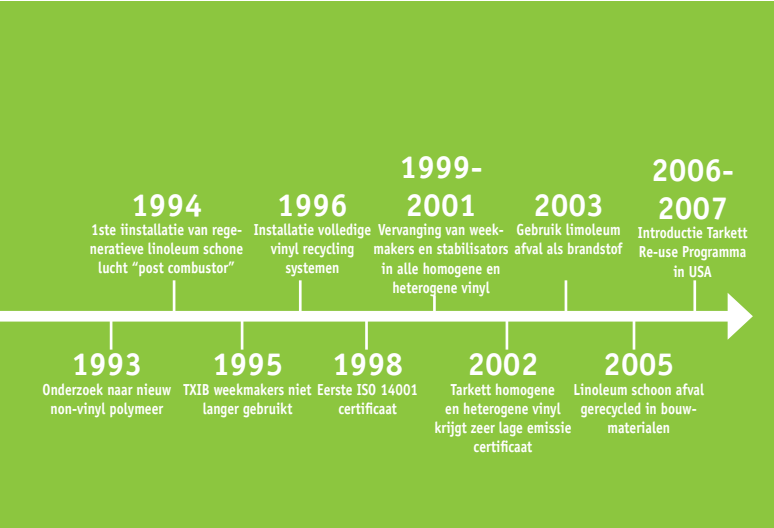 1994
1ste iinstallatie van rege-
neratieve linoleum schone
lucht “post combustor”
1996
Installatie volledige
vinyl recycling
systemen
1999-
2001
Vervanging van week-
makers en stabilisators
in alle homogene en
heterogene vinyl
2003
Gebruik limoleum
afval als brandstof
2006-
2007
Introductie Tarkett
Re-use Programma
in USA
1993
Onderzoek naar nieuw
non-vinyl polymeer
1995
TXIB weekmakers niet
langer gebruikt
1998
Eerste ISO 14001
certificaat
2002
Tarkett homogene
en heterogene vinyl
krijgt zeer lage emissie
certificaat
2005
Linoleum schoon afval
gerecycled in bouw-
materialen